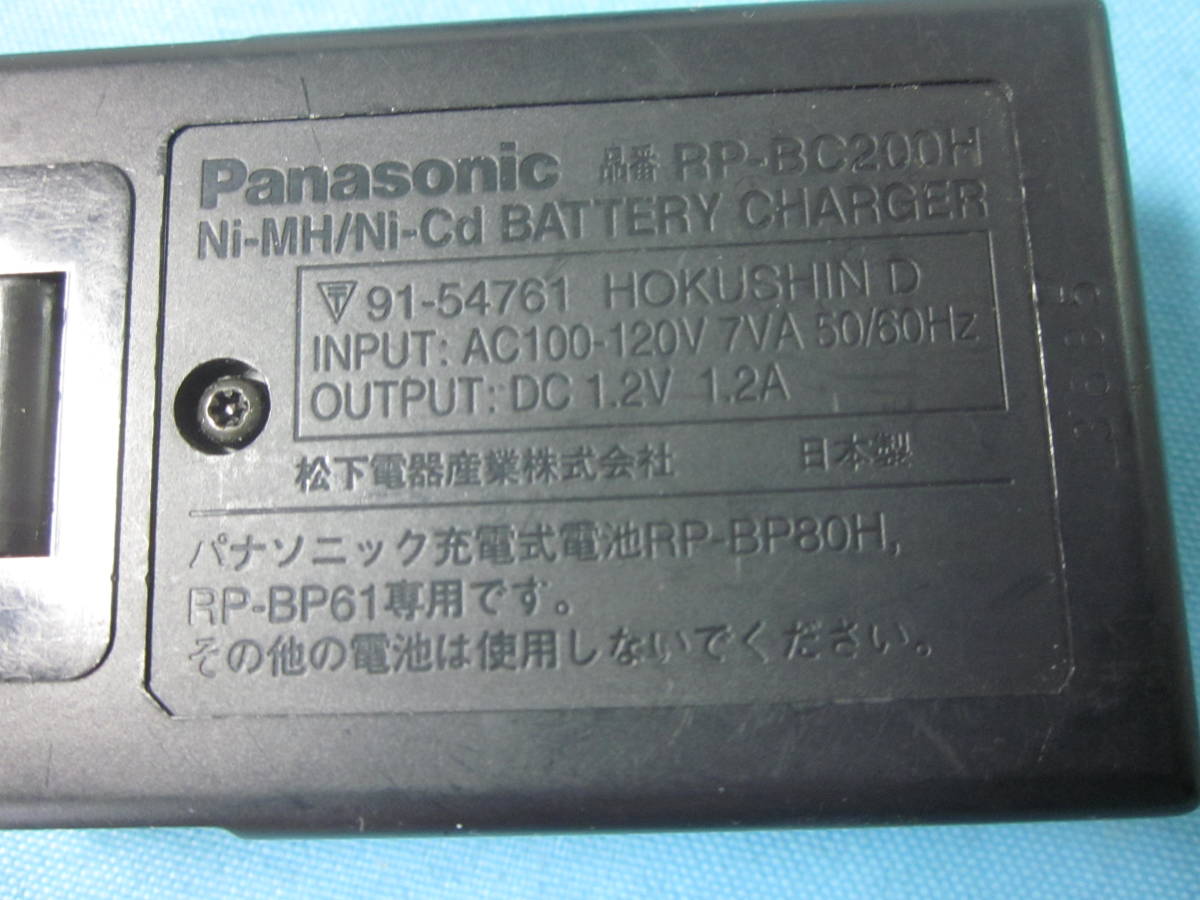 Panasonic 品番 RP-BC200H
Ni-MH/Ni-Cd BATTERY CHARGER
91-54761 HOKUSHIN D
INPUT: AC100-120V 7VA 50/60Hz
OUTPUT: DC 1.2V 1.2A
松下電器産業株式会社 日本製
パナソニック充電式電池RP-BP80H,
RP-BP61専用です。
その他の電池は使用しないでください。